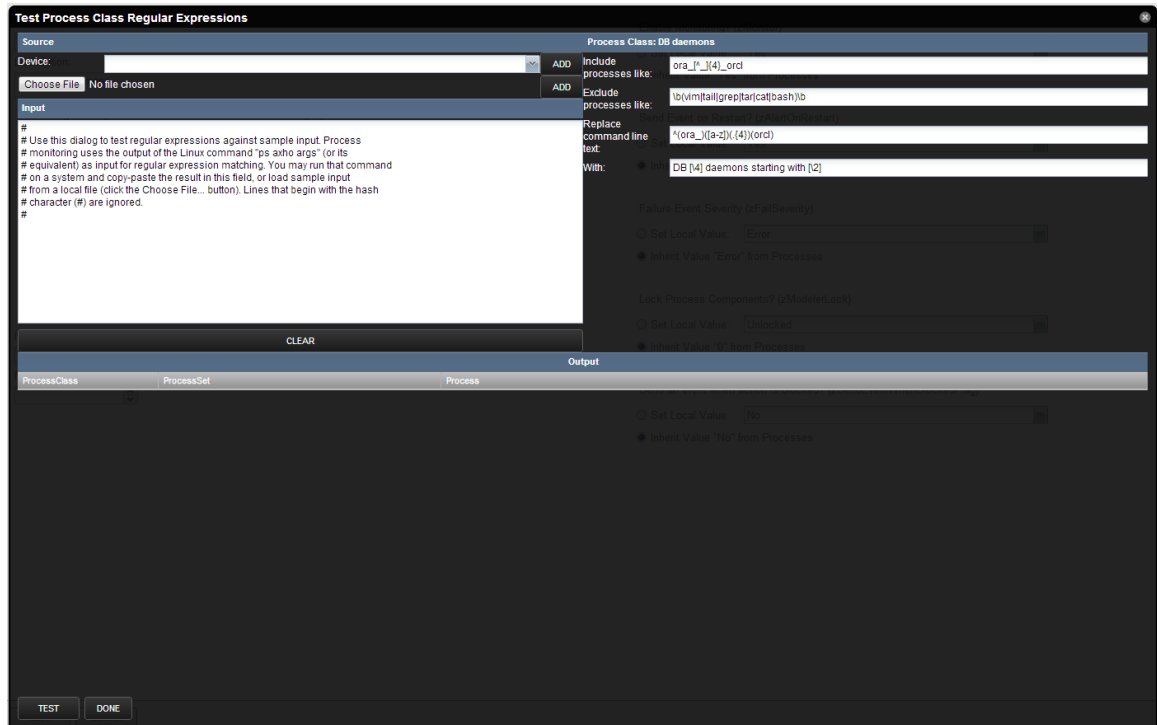 Test Process Class Regular Expressions
Source
Device:
ADD
Choose File No file chosen
ADD
Input
#
# Use this dialog to test regular expressions against sample input. Process
# monitoring uses the output of the Linux command "ps axho args" (or its
# equivalent) as input for regular expression matching. You may run that command
# on a system and copy-paste the result in this field, or load sample input
# from a local file (click the Choose File... button). Lines that begin with the hash
# character (#) are ignored.
#
CLEAR
Process Class: DB daemons
Include
processes like:
ora_[^_]{4}_orcl
Exclude
processes like:
\b(vim|tail|grep|tar|cat|bash)\b
Replace
command line
text:
^(ora_)([a-z])(.{4})(orcl)
With:
DB [\4] daemons starting with [\2]
Failure Event Severity (zFailSeverity)
Set Local Value Error
Inherit Value "Error" from Processes
Lock Process Components? (zModelerLock)
Set Local Value Unlocked
Inherit Value "0" from Processes
Output
ProcessClass ProcessSet Process
Set Local Value No
Inherit Value "No" from Processes
TEST DONE